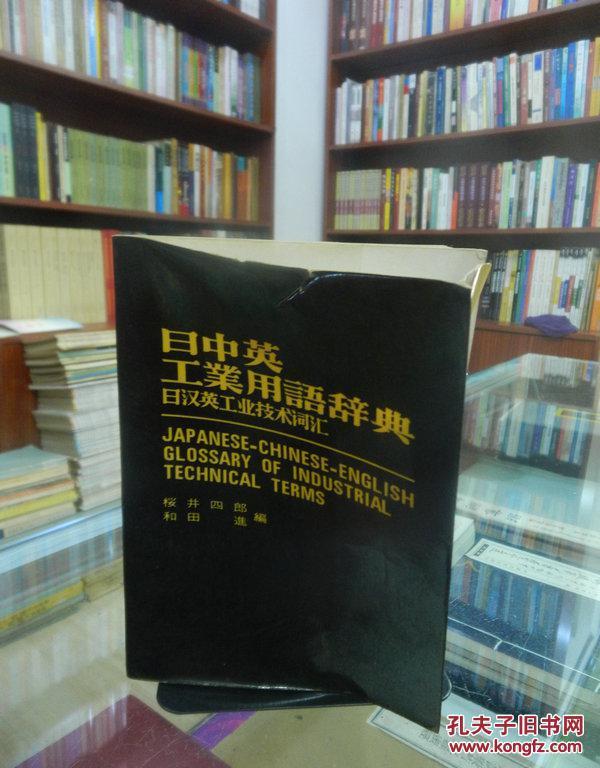 日中英
工業用語辞典
日汉英工业技术词汇
JAPANESE-CHINESE-ENGLISH
GLOSSARY OF INDUSTRIAL
TECHNICAL TERMS
桜井四郎
和田 進 編
孔夫子旧书网
www.kongfz.com